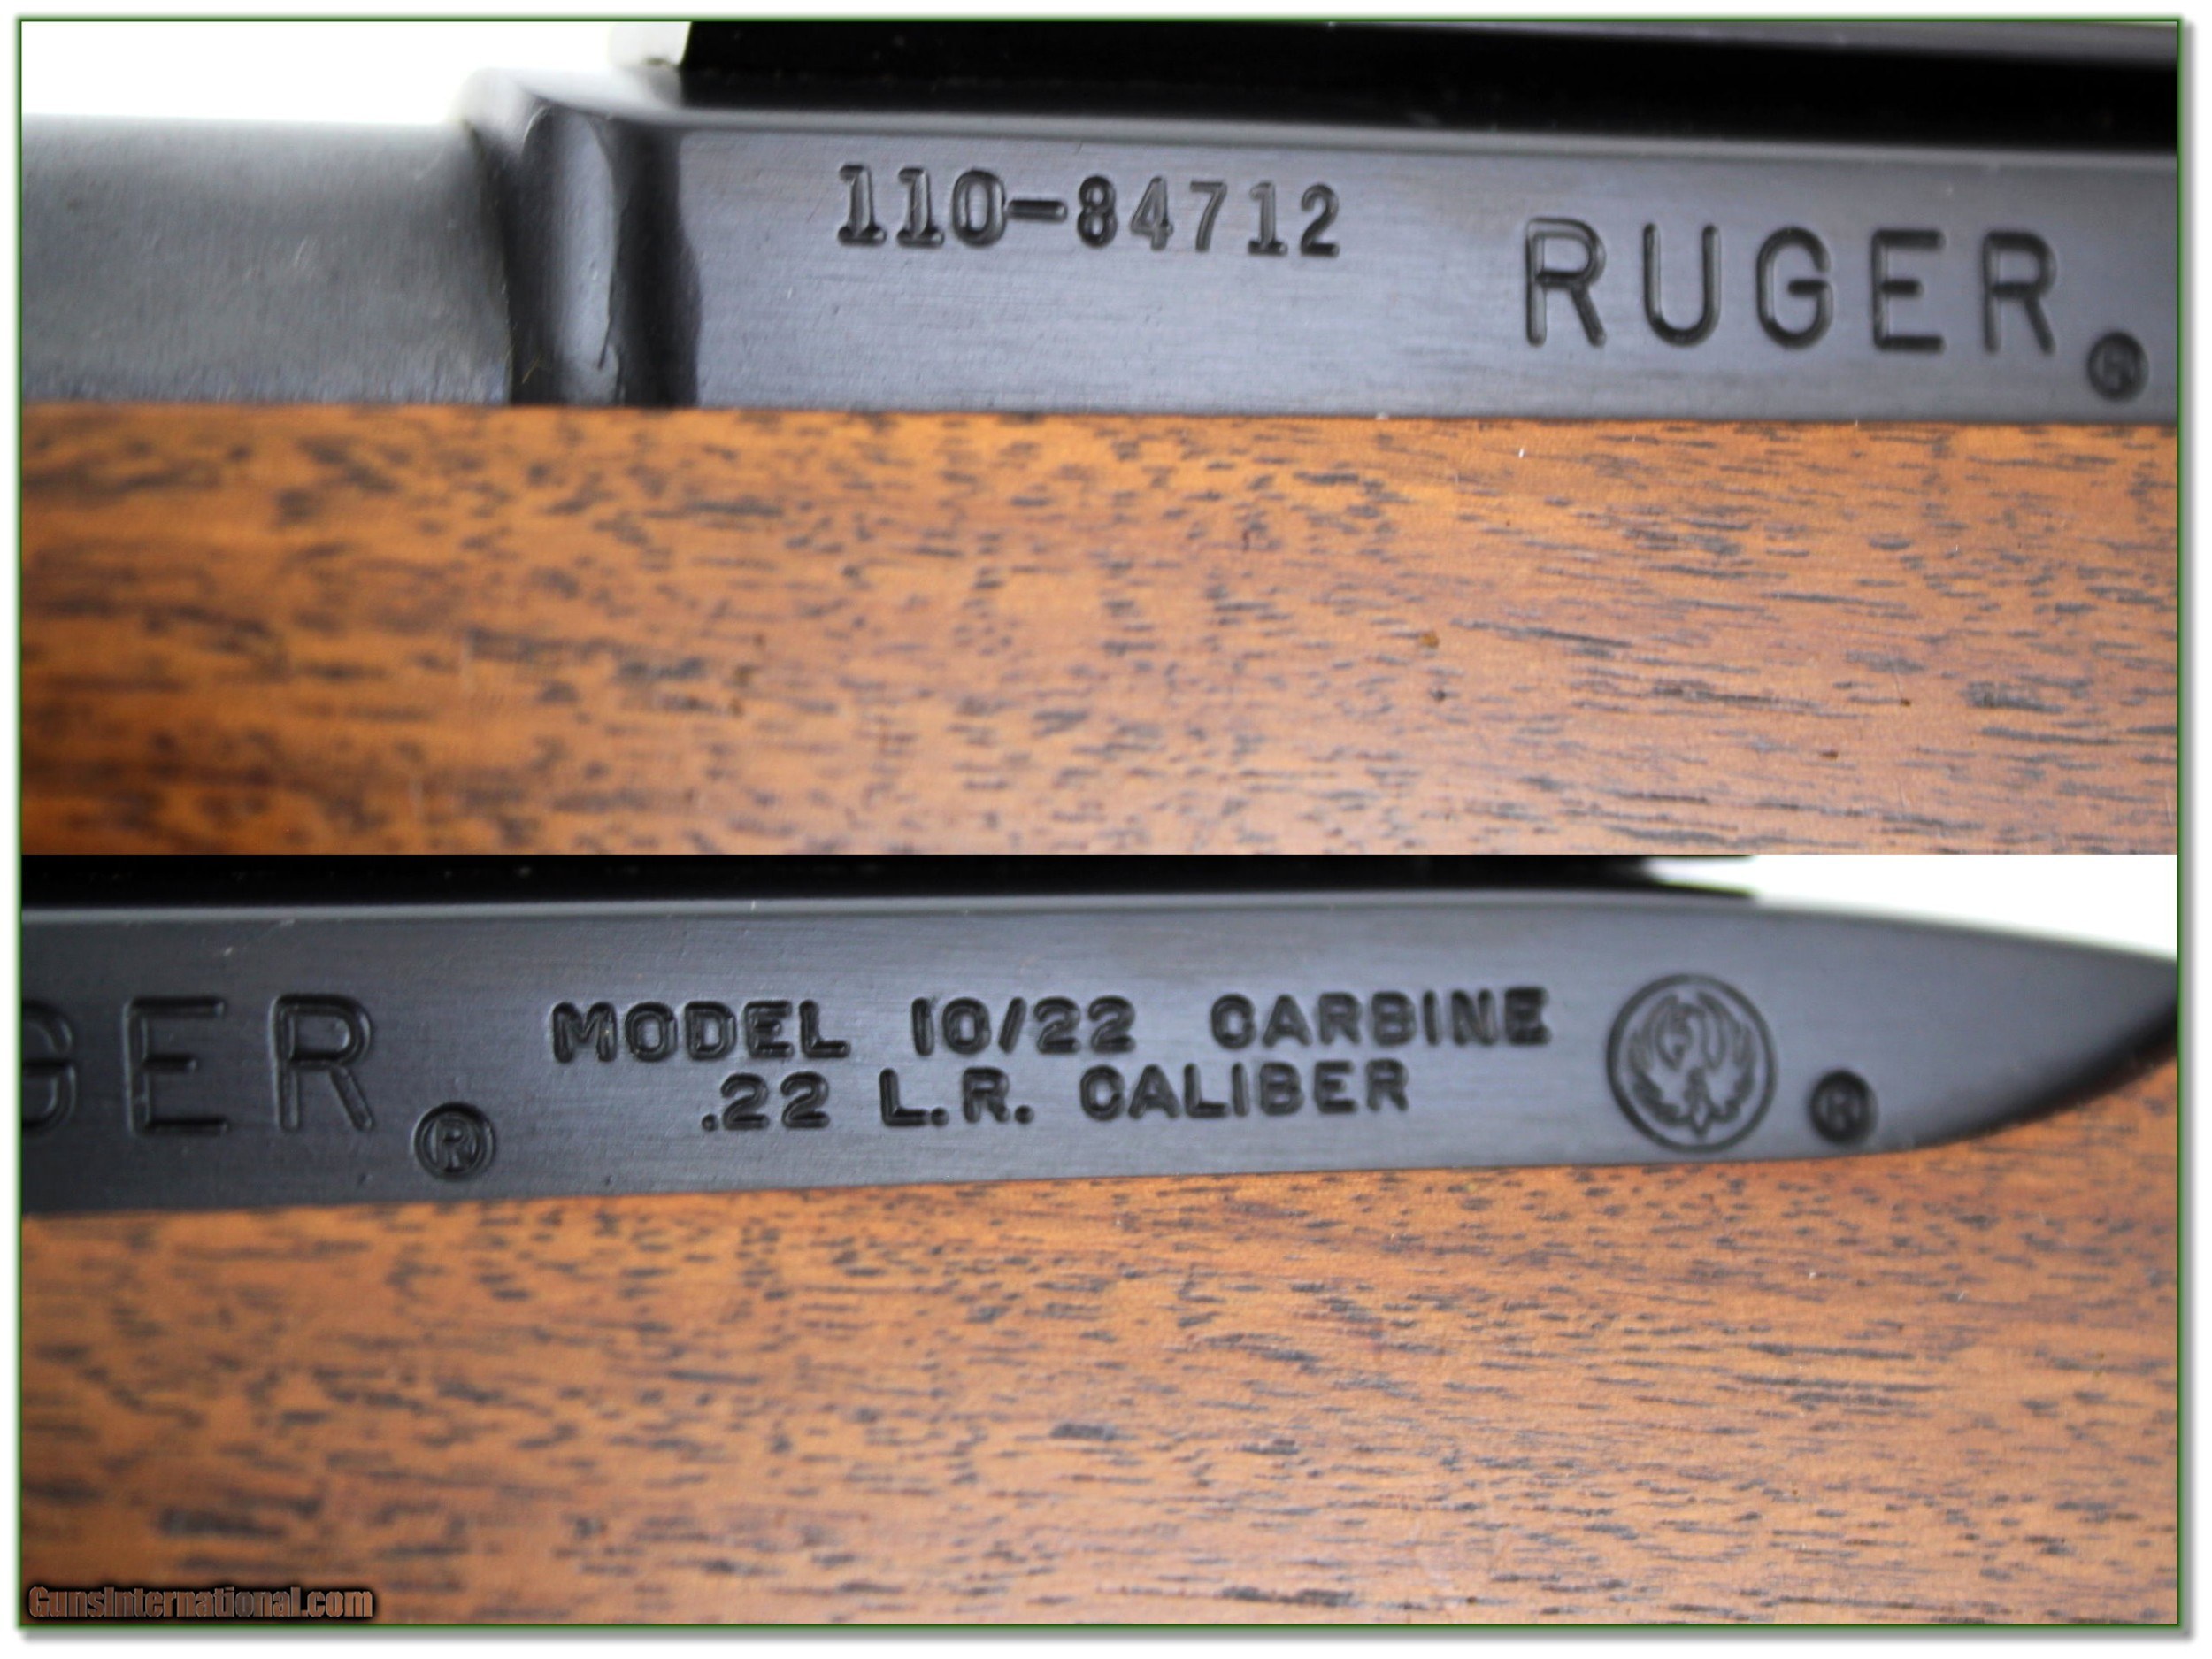 110-84712
RUGER®
GER®
MODEL 10/22 CARBINE
.22 L.R. CALIBER
®
GunsInternational.com